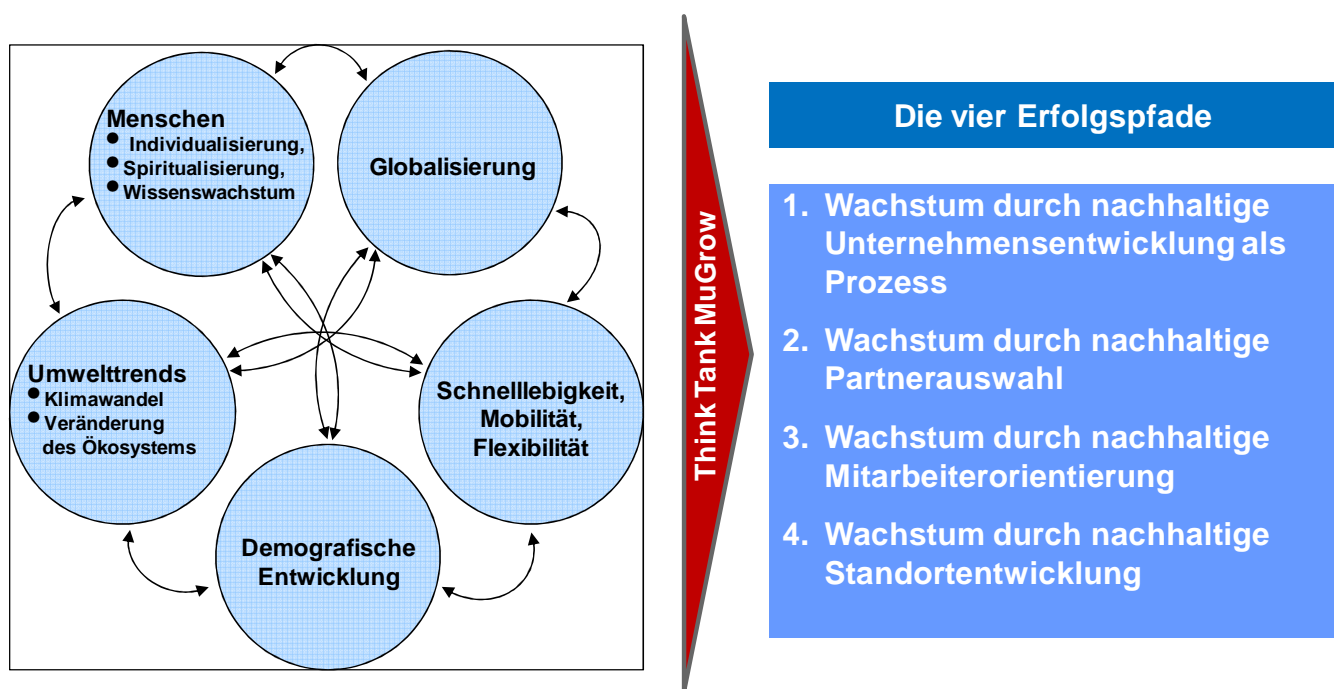 Menschen
● Individualisierung,
● Spiritualisierung,
● Wissenswachstum
Globalisierung
Umwelttrends
● Klimawandel
● Veränderung
des Ökosystems
Schnelllebigkeit,
Mobilität,
Flexibilität
Demografische
Entwicklung
Think Tank MuGrow
Die vier Erfolgspfade
1. Wachstum durch nachhaltige
Unternehmensentwicklung als
Prozess
2. Wachstum durch nachhaltige
Partnerauswahl
3. Wachstum durch nachhaltige
Mitarbeiterorientierung
4. Wachstum durch nachhaltige
Standortentwicklung